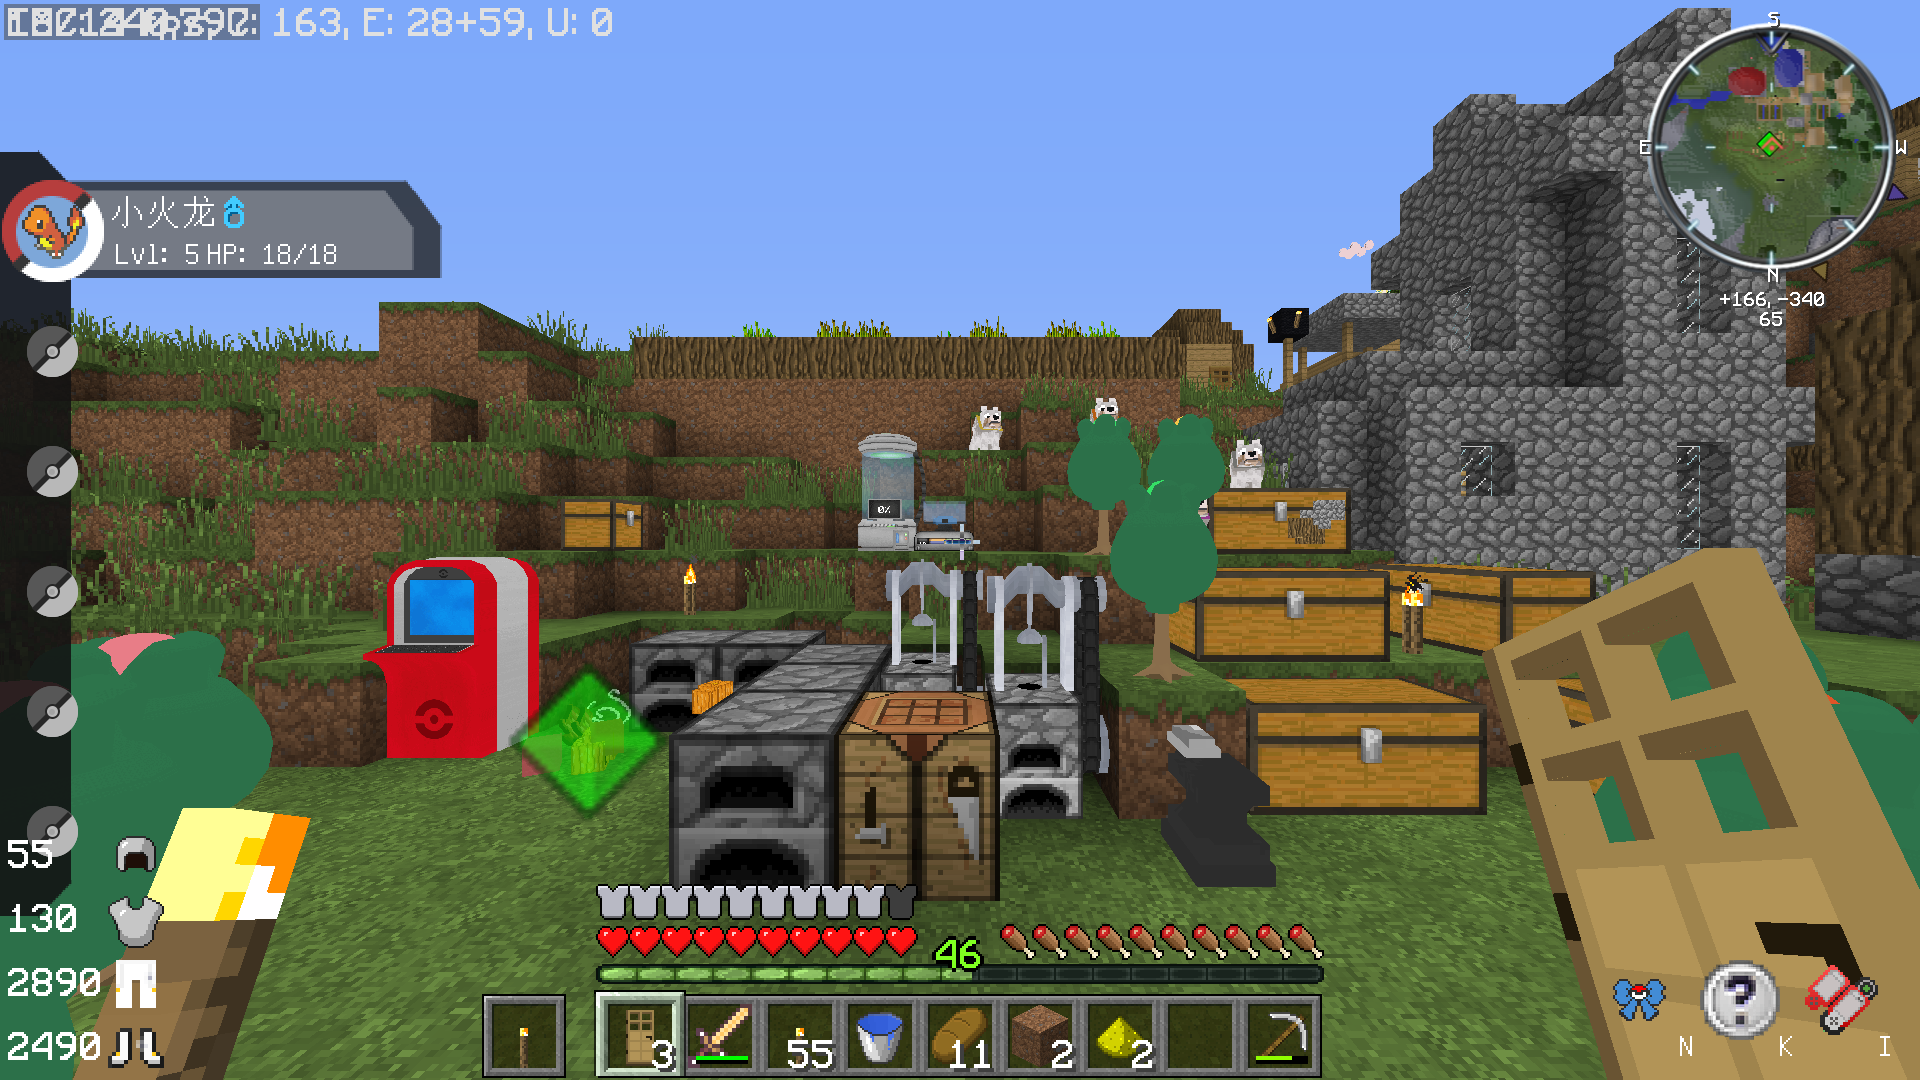 163, E: 28+59, U: 0
S
E
W
N
+166, -340
65
小火龙
Lvl: 5 HP: 18/18
0%
55
130
2890
2490
46
3
55
11
2
2
?
N
K
I